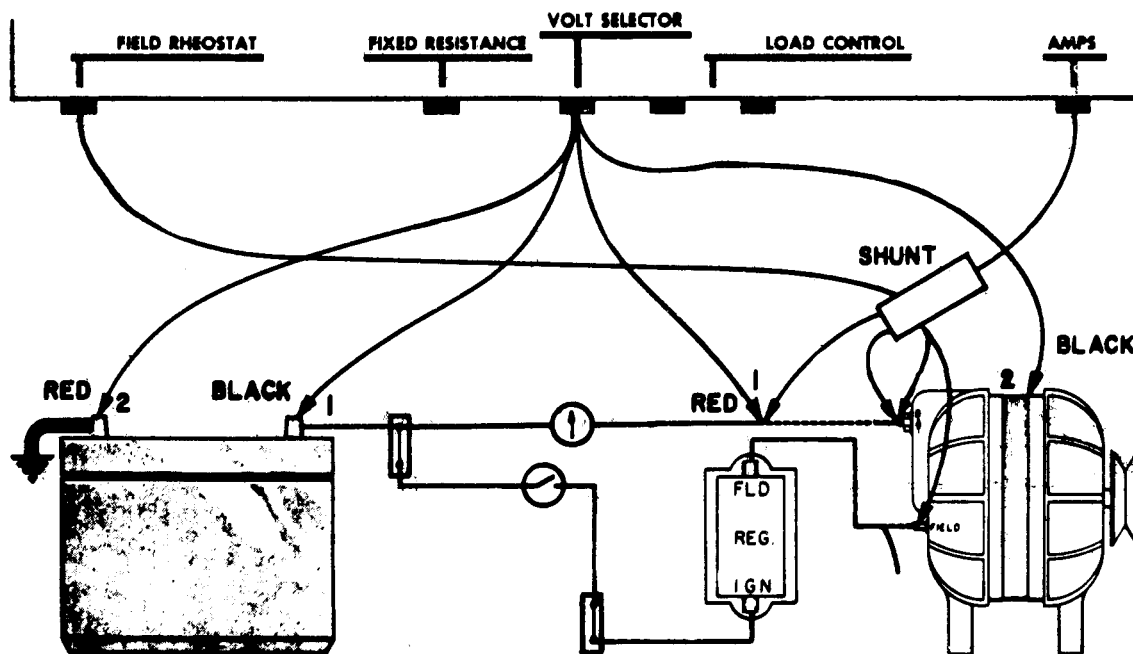 VOLT SELECTOR
FIELD RHEOSTAT
FIXED RESISTANCE
LOAD CONTROL
AMPS
SHUNT
BLACK
RED
2
BLACK
1
1
RED
2
FLD
REG.
IGN
FIELD